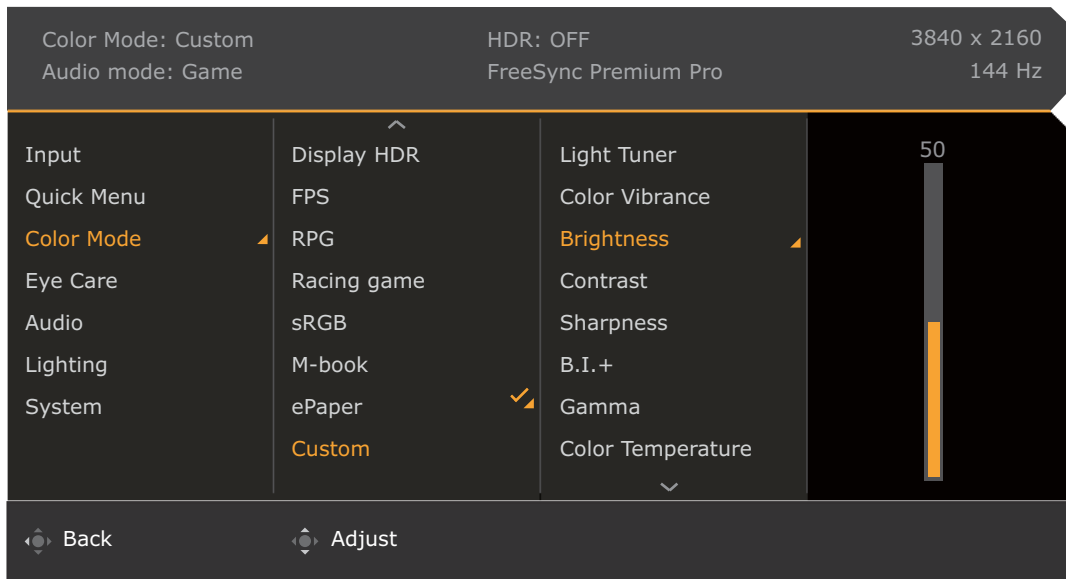 Color Mode: Custom
HDR: OFF
3840 x 2160
Audio mode: Game
FreeSync Premium Pro
144 Hz
Input
Quick Menu
Color Mode
Eye Care
Audio
Lighting
System
Display HDR
FPS
RPG
Racing game
sRGB
M-book
ePaper
Custom
Light Tuner
Color Vibrance
Brightness
Contrast
Sharpness
B.I.+
Gamma
Color Temperature
50
Back
Adjust